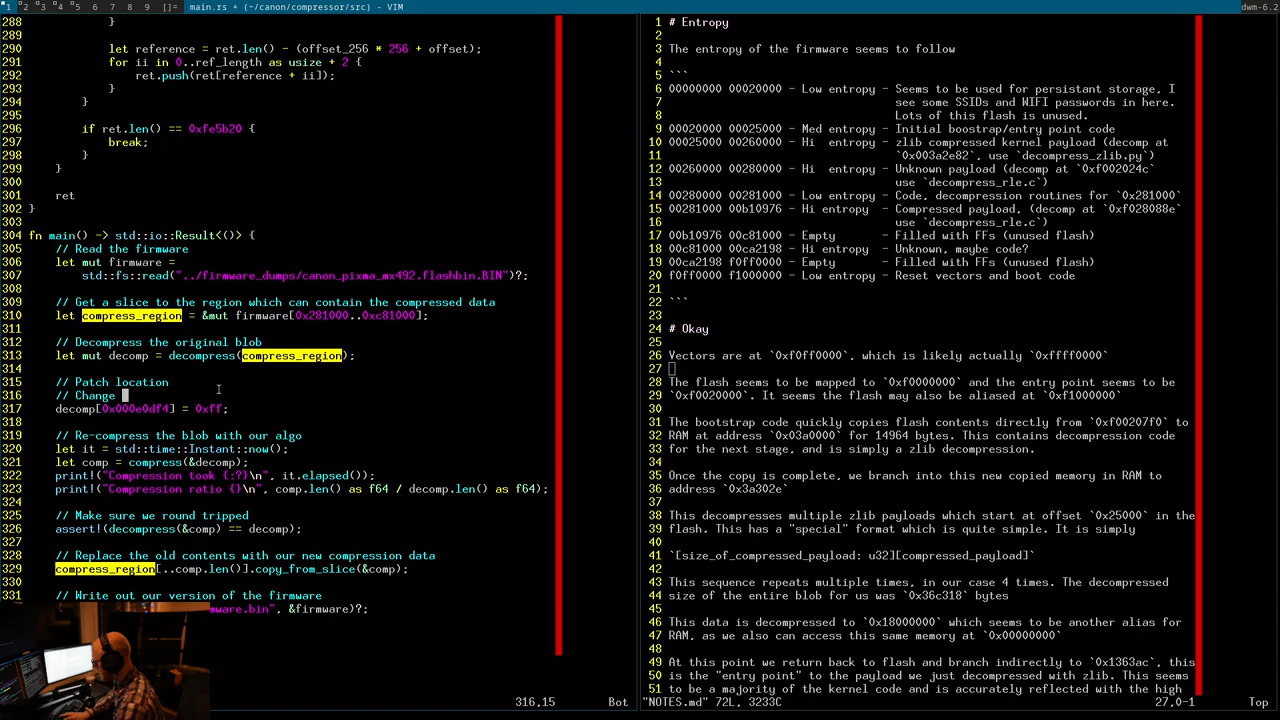 1 2 3 4 5 6 7 8 9 []= main.rs + (~/canon/compressor/src) - VIM dwm-6.2
288 }
289
290 let reference = ret.len() - (offset_256 * 256 + offset);
291 for ii in 0..ref_length as usize + 2 {
292 ret.push(ret[reference + ii]);
293 }
294 }
295
296 if ret.len() == 0xfe5b20 {
297 break;
298 }
299 }
300
301 ret
302 }
303
304 fn main() -> std::io::Result<()> {
305 // Read the firmware
306 let mut firmware =
307 std::fs::read("../firmware_dumps/canon_pixma_mx492.flashbin.BIN")?;
308
309 // Get a slice to the region which can contain the compressed data
310 let compress_region = &mut firmware[0x281000..0xc81000];
311
312 // Decompress the original blob
313 let mut decomp = decompress(compress_region);
314
315 // Patch location
316 // Change
317 decomp[0x000e0df4] = 0xff;
318
319 // Re-compress the blob with our algo
320 let it = std::time::Instant::now();
321 let comp = compress(&decomp);
322 print!("Compression took {:?}\n", it.elapsed());
323 print!("Compression ratio {}\n", comp.len() as f64 / decomp.len() as f64);
324
325 // Make sure we round tripped
326 assert!(decompress(&comp) == decomp);
327
328 // Replace the old contents with our new compression data
329 compress_region[..comp.len()].copy_from_slice(&comp);
330
331 // Write out our version of the firmware
mware.bin", &firmware)?;
316,15 Bot
1 # Entropy
2
3 The entropy of the firmware seems to follow
4
5 ```
6 00000000 00020000 - Low entropy - Seems to be used for persistant storage, I
7 see some SSIDs and WIFI passwords in here.
8 Lots of this flash is unused.
9 00020000 00025000 - Med entropy - Initial boostrap/entry point code
10 00025000 00260000 - Hi entropy - zlib compressed kernel payload (decomp at
11 `0x003a2e82`, use `decompress_zlib.py`)
12 00260000 00280000 - Hi entropy - Unknown payload (decomp at `0xf002024c`
13 use `decompress_rle.c`)
14 00280000 00281000 - Low entropy - Code, decompression routines for `0x281000`
15 00281000 00b10976 - Hi entropy - Compressed payload, (decomp at `0xf028088e`
16 use `decompress_rle.c`)
17 00b10976 00c81000 - Empty - Filled with FFs (unused flash)
18 00c81000 00ca2198 - Hi entropy - Unknown, maybe code?
19 00ca2198 f0ff0000 - Empty - Filled with FFs (unused flash)
20 f0ff0000 f1000000 - Low entropy - Reset vectors and boot code
21
22 ```
23
24 # Okay
25
26 Vectors are at `0xf0ff0000`, which is likely actually `0xffff0000`
27
28 The flash seems to be mapped to `0xf0000000` and the entry point seems to be
29 `0xf0020000`. It seems the flash may also be aliased at `0xf1000000`
30
31 The bootstrap code quickly copies flash contents directly from `0xf00207f0` to
32 RAM at address `0x03a0000` for 14964 bytes. This contains decompression code
33 for the next stage, and is simply a zlib decompression.
34
35 Once the copy is complete, we branch into this new copied memory in RAM to
36 address `0x3a302e`
37
38 This decompresses multiple zlib payloads which start at offset `0x25000` in the
39 flash. This has a "special" format which is quite simple. It is simply
40
41 `[size_of_compressed_payload: u32][compressed_payload]`
42
43 This sequence repeats multiple times, in our case 4 times. The decompressed
44 size of the entire blob for us was `0x36c318` bytes
45
46 This data is decompressed to `0x18000000` which seems to be another alias for
47 RAM, as we also can access this same memory at `0x00000000`
48
49 At this point we return back to flash and branch indirectly to `0x1363ac`, this
50 is the "entry point" to the payload we just decompressed with zlib. This seems
51 to be a majority of the kernel code and is accurately reflected with the high
"NOTES.md" 72L, 3233C 27,0-1 Top